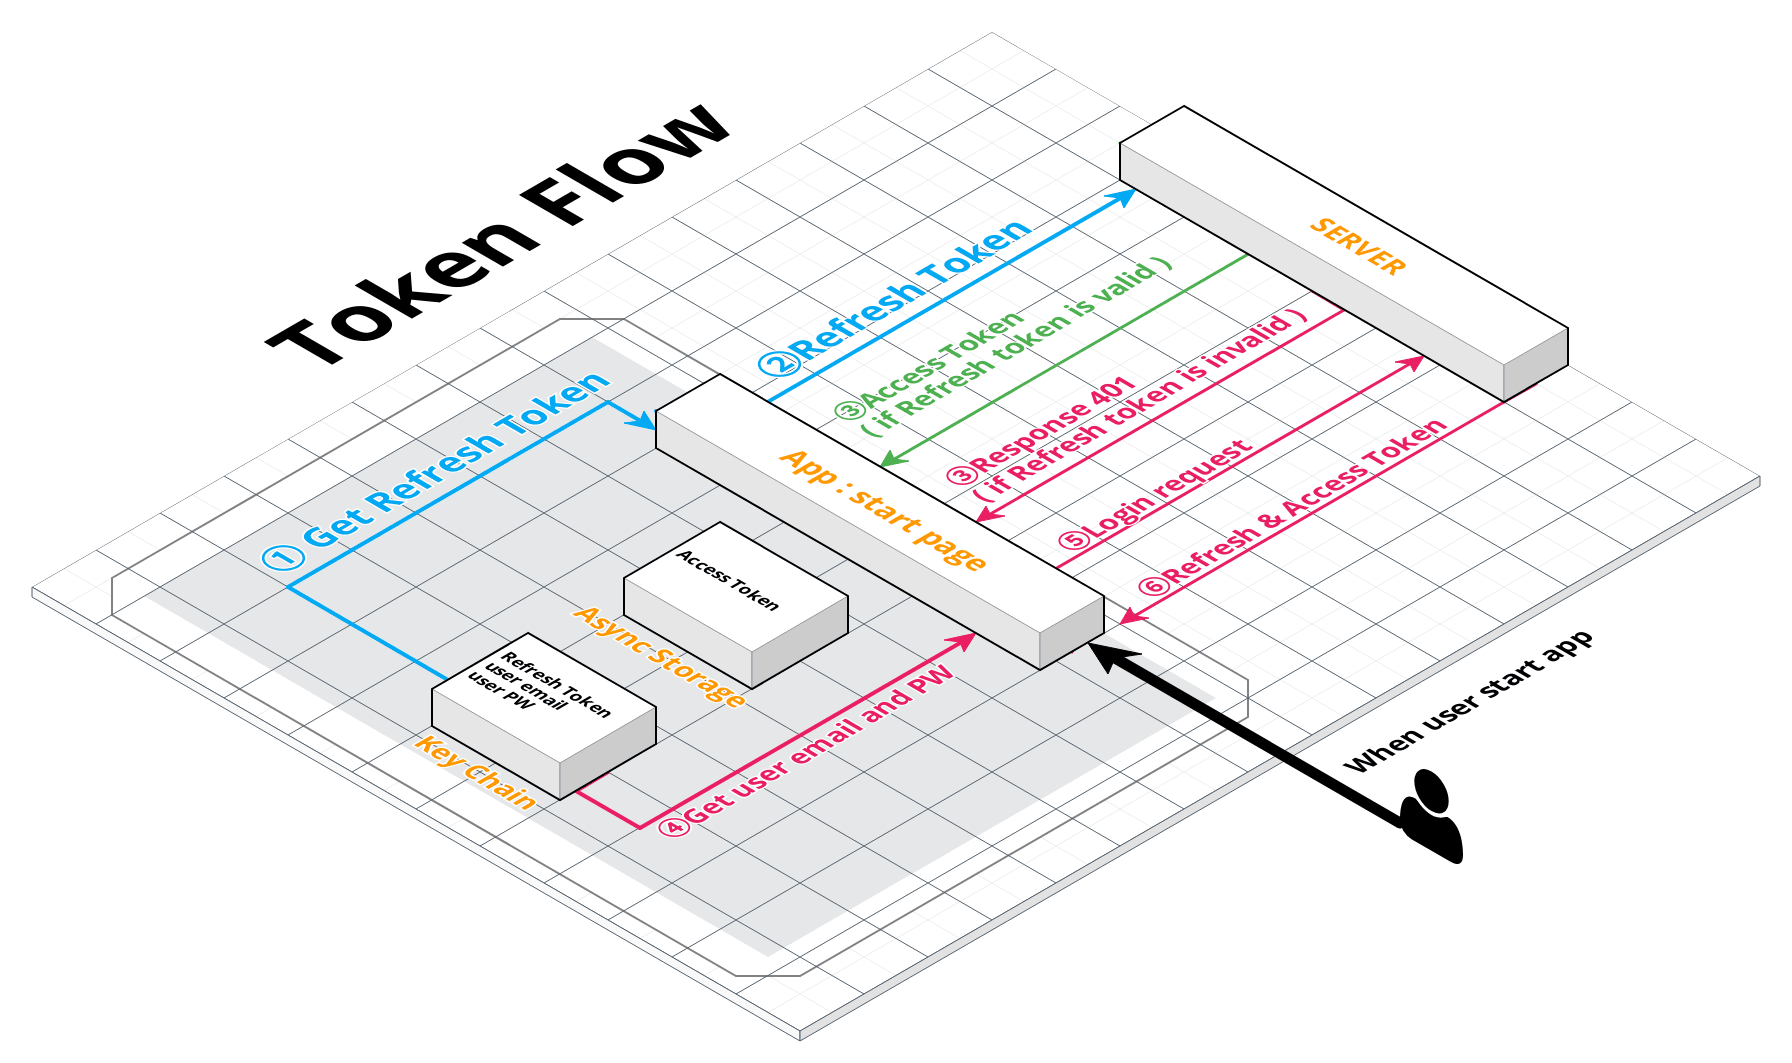 Token Flow
SERVER
②Refresh Token
③Access Token
( if Refresh token is valid )
③Response 401
( if Refresh token is invalid )
⑤Login request
⑥Refresh & Access Token
① Get Refresh Token
App : start page
Access Token
Async Storage
Refresh Token
user email
user PW
Key Chain
④Get user email and PW
When user start app